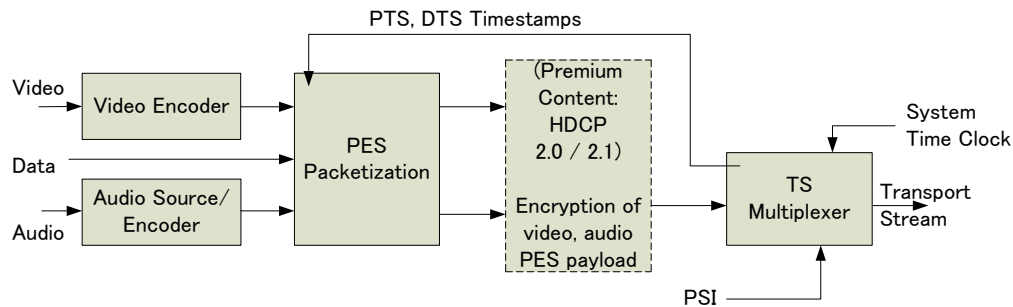 PTS, DTS Timestamps
Video
Video Encoder
Data
Audio Source/
Encoder
Audio
PES
Packetization
(Premium
Content:
HDCP
2.0 / 2.1)
Encryption of
video, audio
PES payload
System
Time Clock
TS
Multiplexer
Transport
Stream
PSI